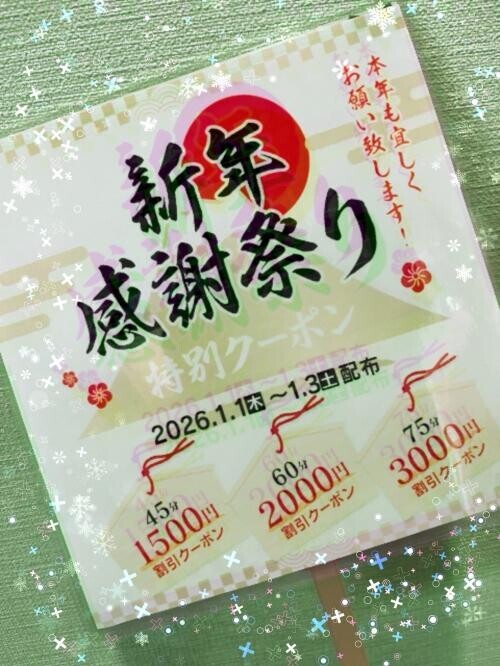 本年も宜しく
お願い致します!
新年
感謝祭り
特別クーポン
2026.1.1木～1.3土配布
45分
1500円
割引クーポン
60分
2000円
割引クーポン
75分
3000円
割引クーポン